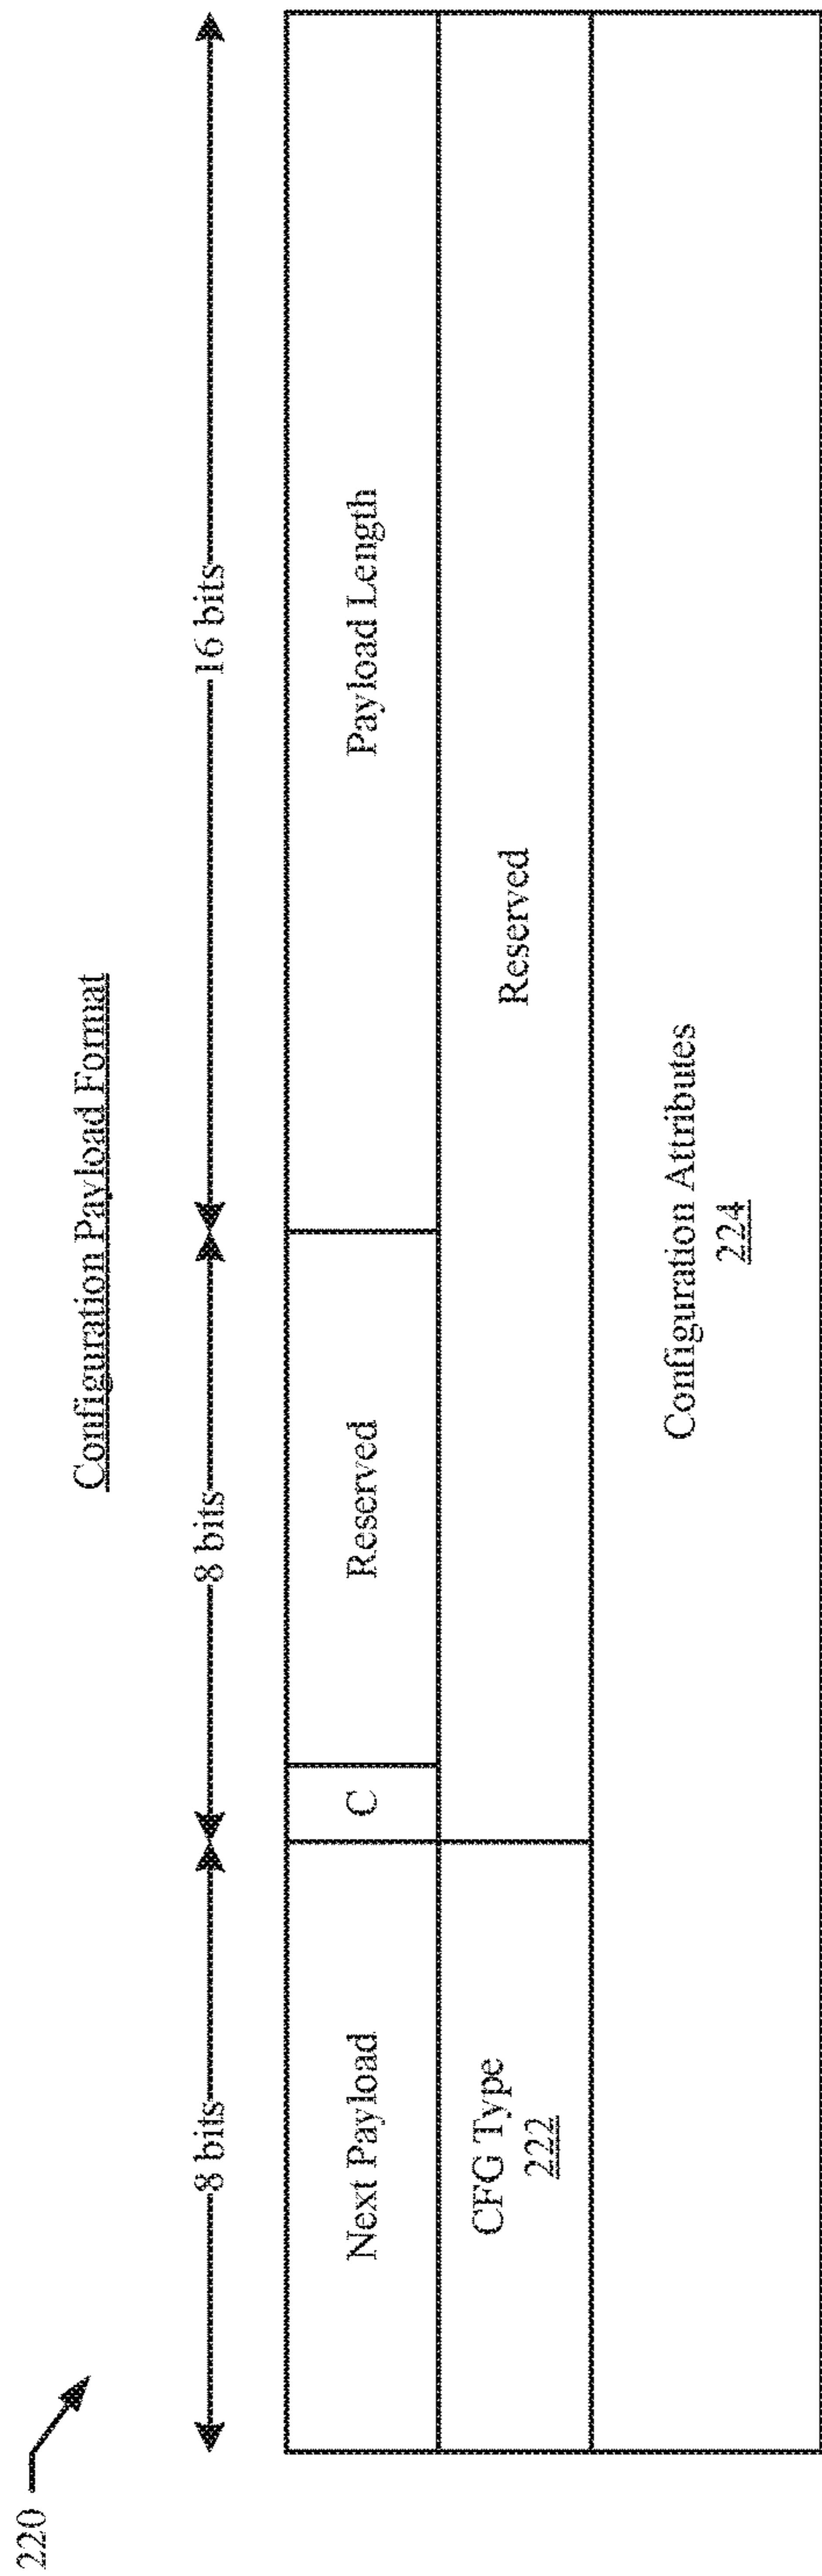 220
Configuration Payload Format
8 bits 8 bits 16 bits
Next Payload C Reserved Payload Length
CFG Type Reserved
222
Configuration Attributes
224